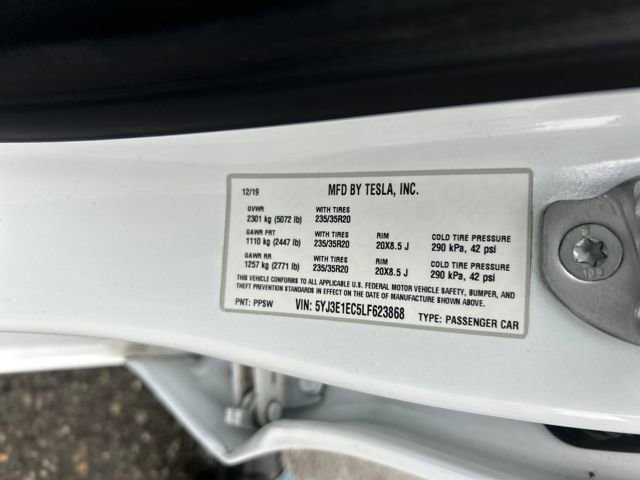 12/19 MFD BY TESLA, INC.
GVWR WITH TIRES
2301 kg (5072 lb) 235/35R20
GAWR FRT WITH TIRES RIM COLD TIRE PRESSURE
1110 kg (2447 lb) 235/35R20 20X8.5 J 290 kPa, 42 psi
GAWR RR WITH TIRES RIM COLD TIRE PRESSURE
1257 kg (2771 lb) 235/35R20 20X8.5 J 290 kPa, 42 psi
THIS VEHICLE CONFORMS TO ALL APPLICABLE U.S. FEDERAL MOTOR VEHICLE SAFETY, BUMPER, AND
THEFT PREVENTION STANDARDS IN EFFECT ON THE DATE OF MANUFACTURE SHOWN ABOVE.
PNT: PPSW VIN: 5YJ3E1EC5LF623868 TYPE: PASSENGER CAR